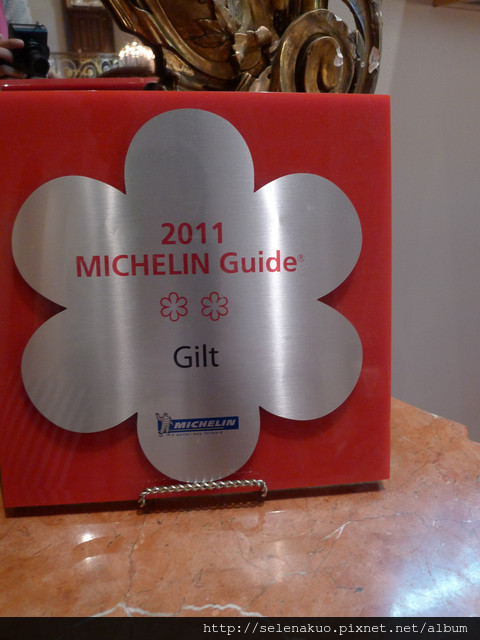 2011
MICHELIN Guide®
Gilt
MICHELIN
http://selenakuo.pixnet.net/album